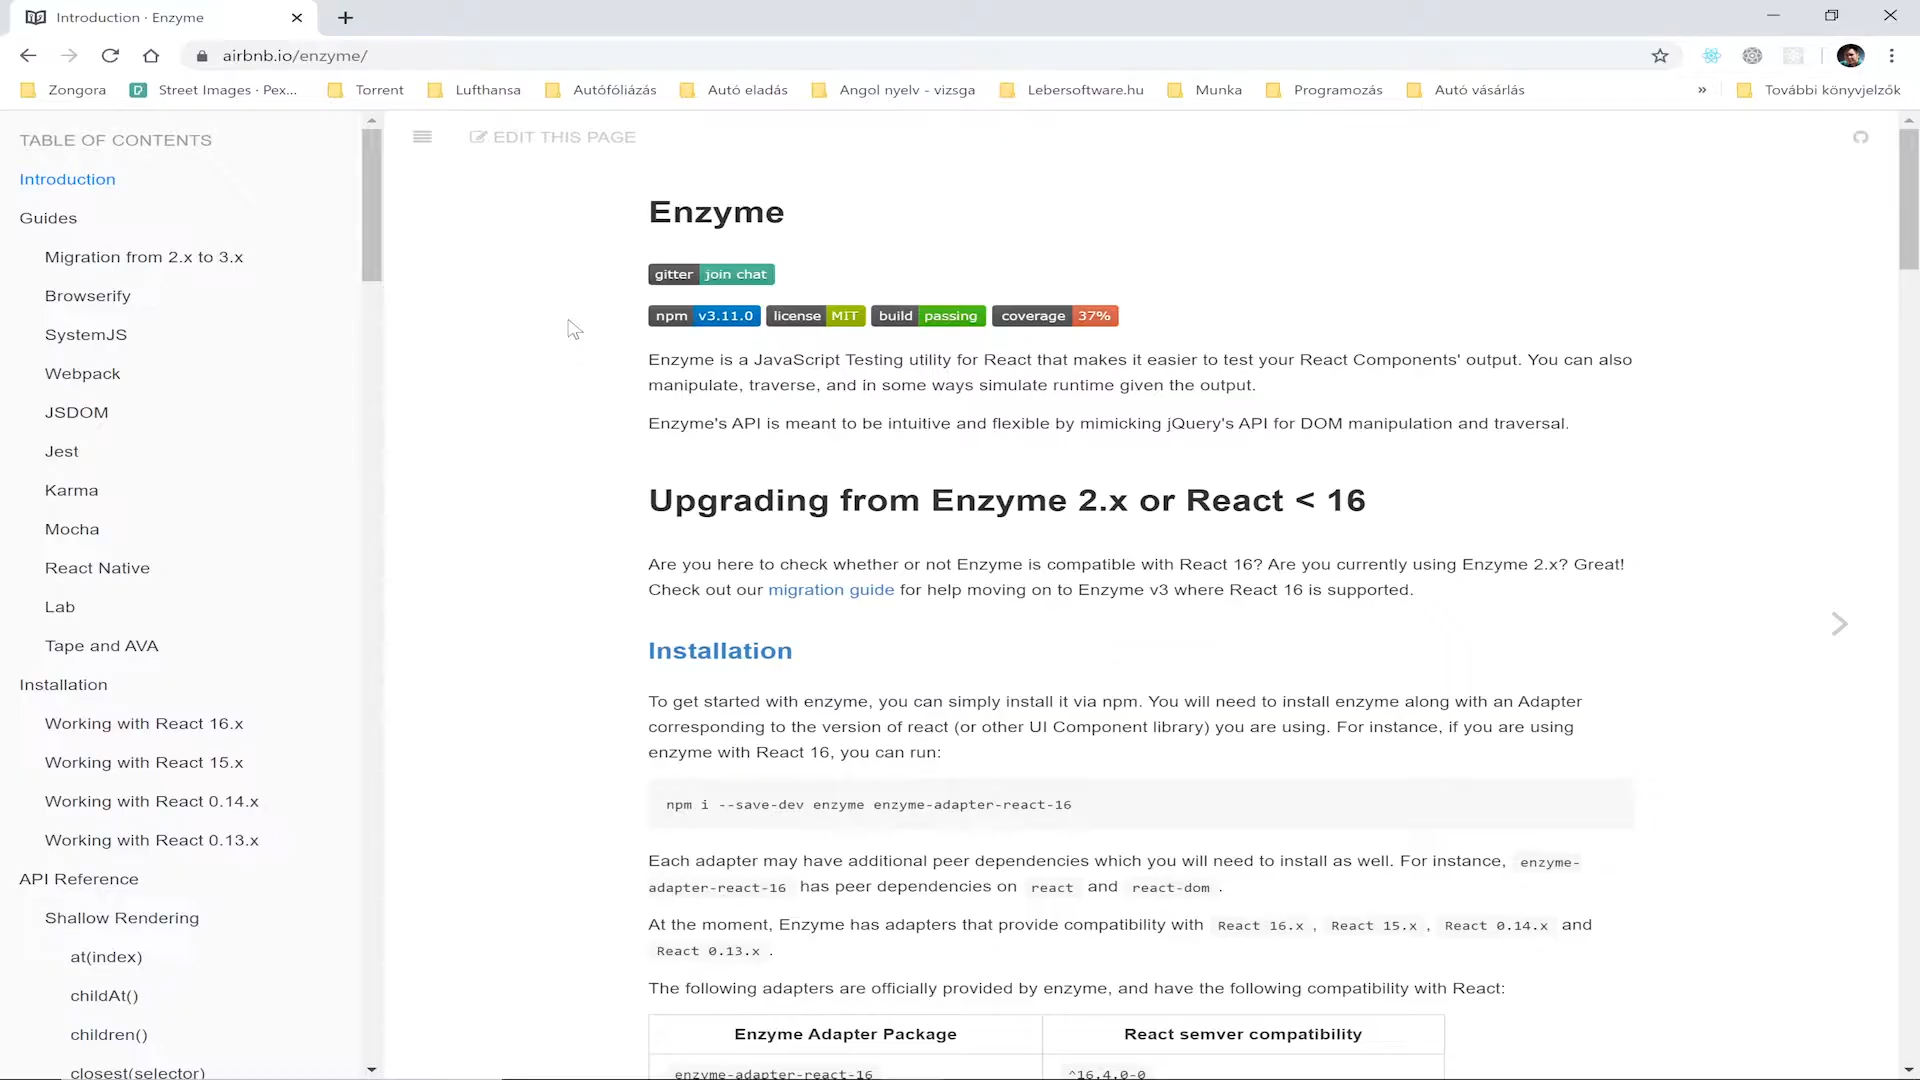 Introduction · Enzyme
airbnb.io/enzyme/
Zongora
Street Images · Pex...
Torrent
Lufthansa
Autófóliázás
Autó eladás
Angol nyelv - vizsga
Lebersoftware.hu
Munka
Programozás
Autó vásárlás
»
További könyvjelzők
TABLE OF CONTENTS
Introduction
Guides
Migration from 2.x to 3.x
Browserify
SystemJS
Webpack
JSDOM
Jest
Karma
Mocha
React Native
Lab
Tape and AVA
Installation
Working with React 16.x
Working with React 15.x
Working with React 0.14.x
Working with React 0.13.x
API Reference
Shallow Rendering
at(index)
childAt()
children()
closest(selector)
EDIT THIS PAGE
Enzyme
gitter join chat
npm v3.11.0 license MIT build passing coverage 37%
Enzyme is a JavaScript Testing utility for React that makes it easier to test your React Components' output. You can also
manipulate, traverse, and in some ways simulate runtime given the output.
Enzyme's API is meant to be intuitive and flexible by mimicking jQuery's API for DOM manipulation and traversal.
Upgrading from Enzyme 2.x or React < 16
Are you here to check whether or not Enzyme is compatible with React 16? Are you currently using Enzyme 2.x? Great!
Check out our migration guide for help moving on to Enzyme v3 where React 16 is supported.
Installation
To get started with enzyme, you can simply install it via npm. You will need to install enzyme along with an Adapter
corresponding to the version of react (or other UI Component library) you are using. For instance, if you are using
enzyme with React 16, you can run:
npm i --save-dev enzyme enzyme-adapter-react-16
Each adapter may have additional peer dependencies which you will need to install as well. For instance, enzyme-
adapter-react-16 has peer dependencies on react and react-dom .
At the moment, Enzyme has adapters that provide compatibility with React 16.x , React 15.x , React 0.14.x and
React 0.13.x .
The following adapters are officially provided by enzyme, and have the following compatibility with React:
Enzyme Adapter Package
React semver compatibility
enzyme-adapter-react-16
^16.4.0-0